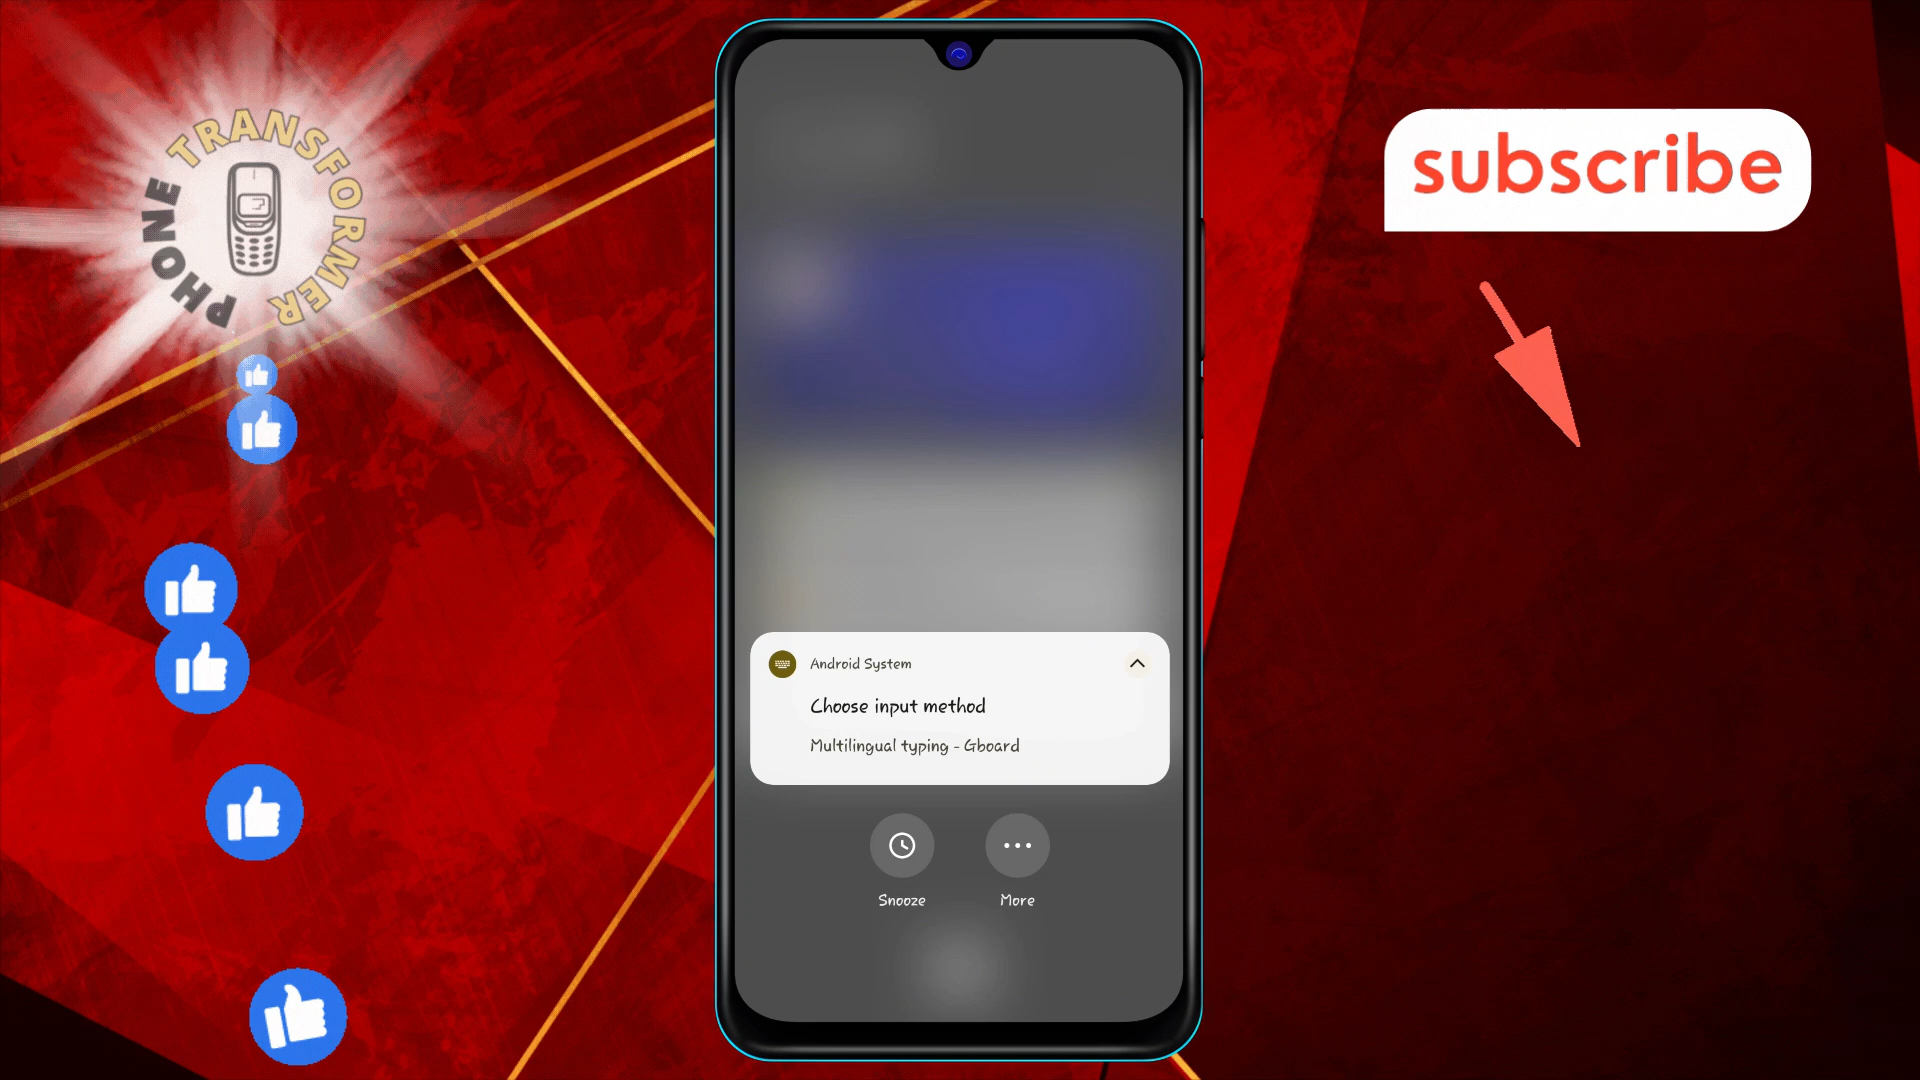 PHONE TRANSFORMER
subscribe
Android System
Choose input method
Multilingual typing - Gboard
Snooze
More